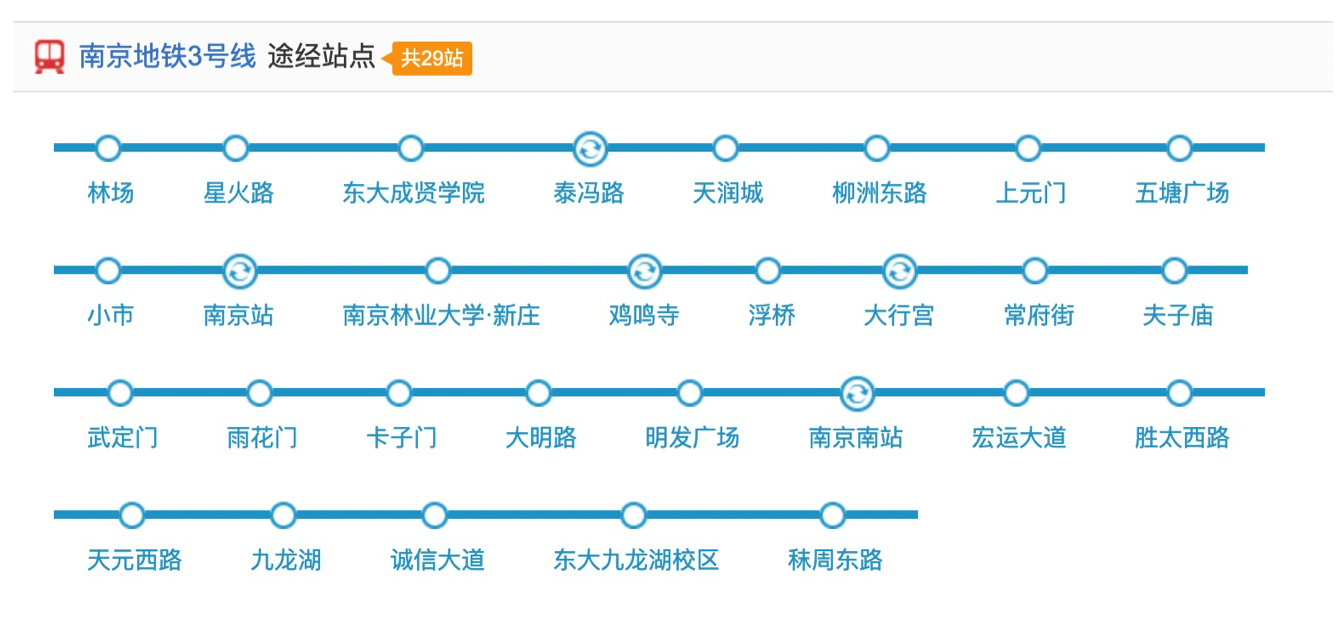 南京地铁3号线 途经站点 共29站
林场 星火路 东大成贤学院 泰冯路 天润城 柳洲东路 上元门 五塘广场
小市 南京站 南京林业大学·新庄 鸡鸣寺 浮桥 大行宫 常府街 夫子庙
武定门 雨花门 卡子门 大明路 明发广场 南京南站 宏运大道 胜太西路
天元西路 九龙湖 诚信大道 东大九龙湖校区 秣周东路